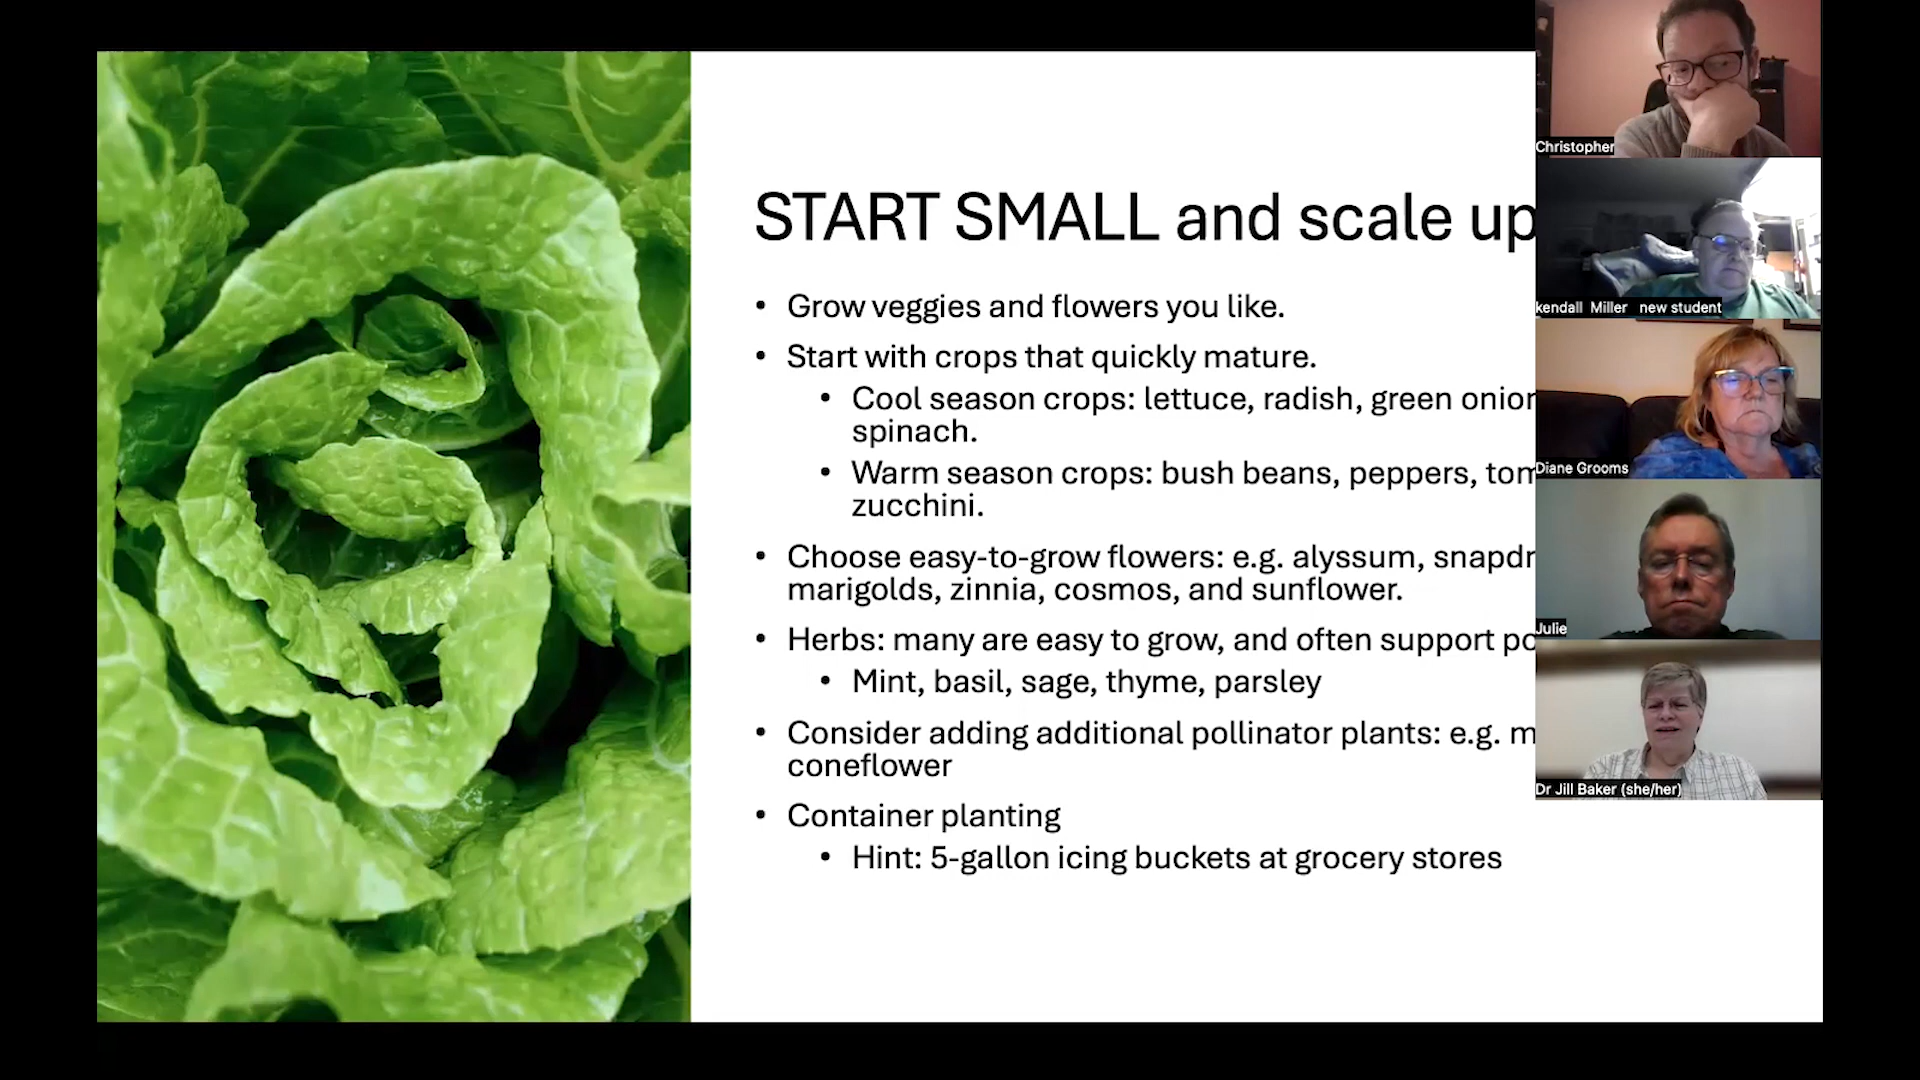 START SMALL and scale up
• Grow veggies and flowers you like.
• Start with crops that quickly mature.
• Cool season crops: lettuce, radish, green
spinach.
• Warm season crops: bush beans, peppers,
zucchini.
• Choose easy-to-grow flowers: e.g. alyssum,
marigolds, zinnia, cosmos, and sunflower.
• Herbs: many are easy to grow, and often support
• Mint, basil, sage, thyme, parsley
• Consider adding additional pollinator plants: e.g.
coneflower
• Container planting
• Hint: 5-gallon icing buckets at grocery stores
Christopher
kendall Miller new student
Diane Grooms
Julie
Dr Jill Baker (she/her)